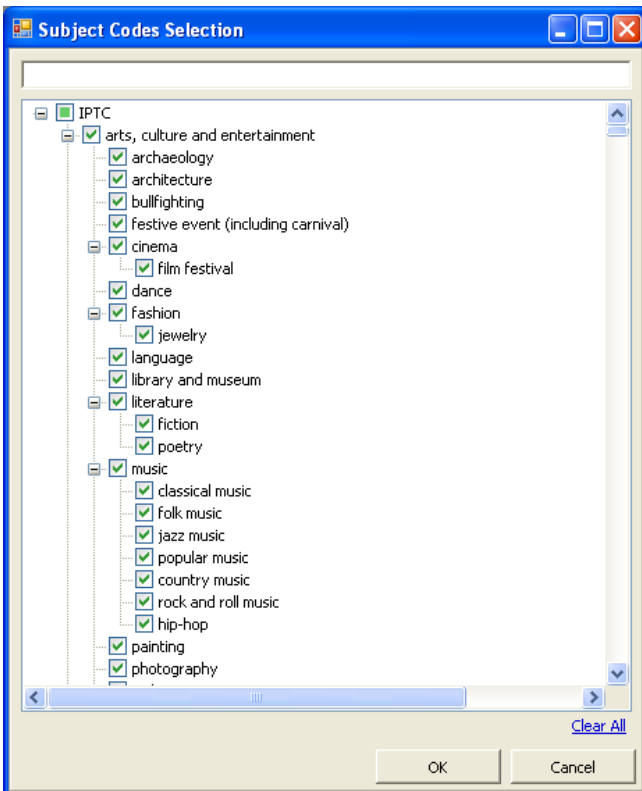 Subject Codes Selection
IPTC
arts, culture and entertainment
archaeology
architecture
bullfighting
festive event (including carnival)
cinema
film festival
dance
fashion
jewelry
language
library and museum
literature
fiction
poetry
music
classical music
folk music
jazz music
popular music
country music
rock and roll music
hip-hop
painting
photography
Clear All
OK Cancel